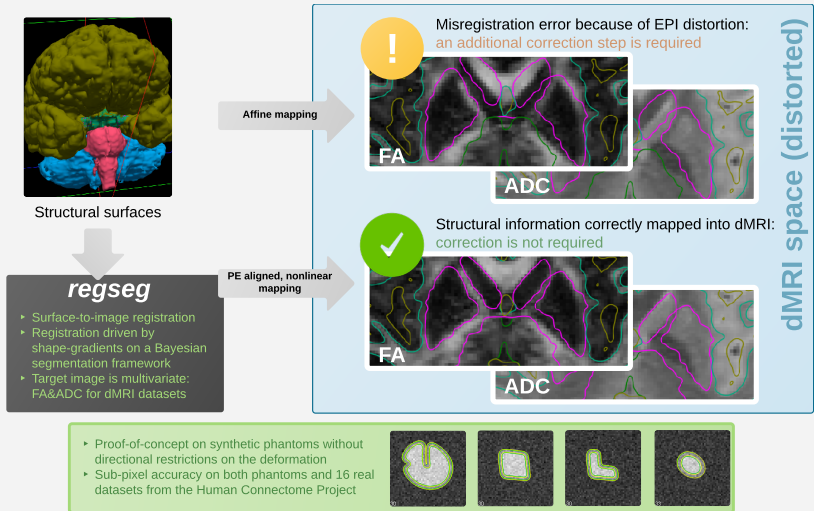 Structural surfaces
regseg
‣ Surface-to-image registration
‣ Registration driven by
shape-gradients on a Bayesian
segmentation framework
‣ Target image is multivariate:
FA&ADC for dMRI datasets
Affine mapping
PE aligned, nonlinear
mapping
!
Misregistration error because of EPI distortion:
an additional correction step is required
FA
ADC
Structural information correctly mapped into dMRI:
correction is not required
FA
ADC
dMRI space (distorted)
‣ Proof-of-concept on synthetic phantoms without
directional restrictions on the deformation
‣ Sub-pixel accuracy on both phantoms and 16 real
datasets from the Human Connectome Project